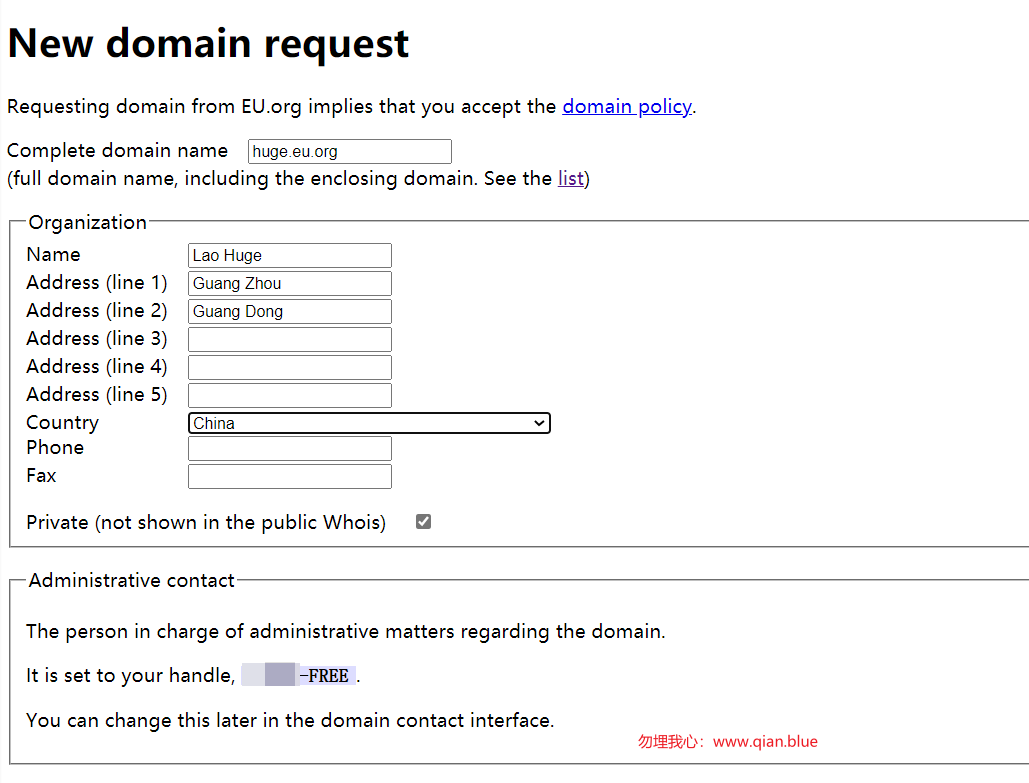 New domain request
Requesting domain from EU.org implies that you accept the domain policy.
Complete domain name huge.eu.org
(full domain name, including the enclosing domain. See the list)
Organization
Name Lao Huge
Address (line 1) Guang Zhou
Address (line 2) Guang Dong
Address (line 3)
Address (line 4)
Address (line 5)
Country China
Phone
Fax
Private (not shown in the public Whois)
Administrative contact
The person in charge of administrative matters regarding the domain.
It is set to your handle, -FREE .
You can change this later in the domain contact interface.
勿埋我心：www.qian.blue